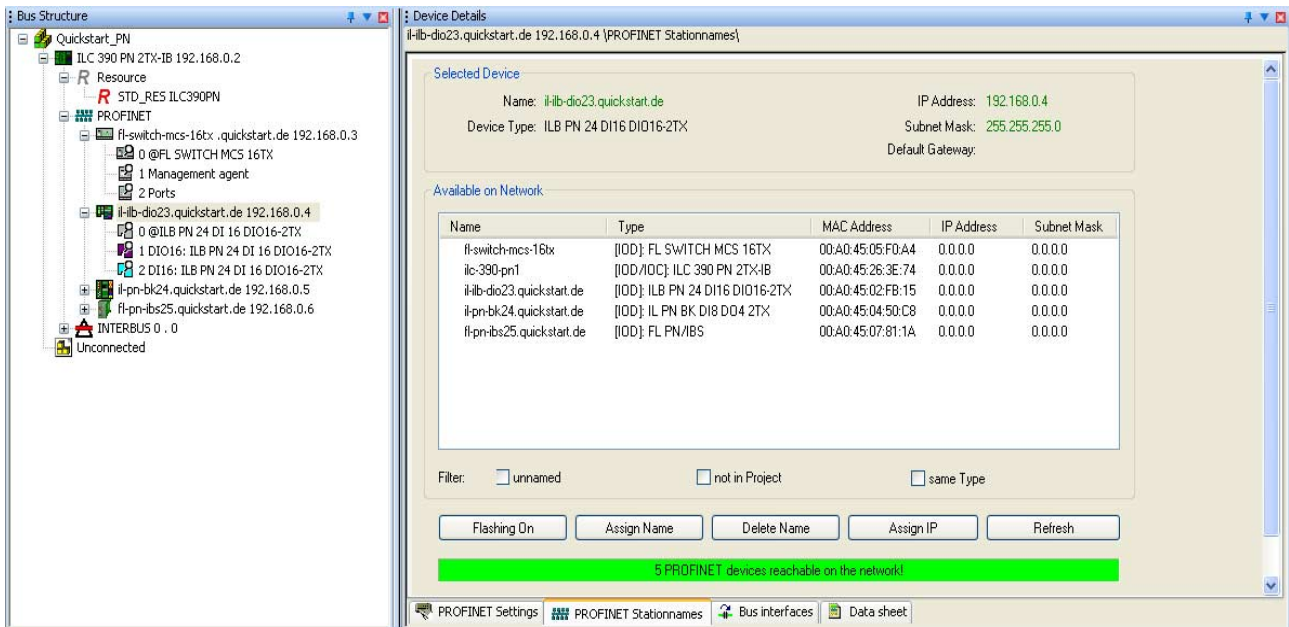 Bus Structure
Quickstart_PN
ILC 390 PN 2TX-IB 192.168.0.2
R Resource
R STD_RES ILC390PN
PROFINET
fl-switch-mcs-16tx .quickstart.de 192.168.0.3
0 @FL SWITCH MCS 16TX
1 Management agent
2 Ports
il-ilb-dio23.quickstart.de 192.168.0.4
0 @ILB PN 24 DI 16 DIO16-2TX
1 DIO16: ILB PN 24 DI 16 DIO16-2TX
2 DI16: ILB PN 24 DI 16 DIO16-2TX
il-pn-bk24.quickstart.de 192.168.0.5
fl-pn-ibs25.quickstart.de 192.168.0.6
INTERBUS 0 . 0
Unconnected
Device Details
il-ilb-dio23.quickstart.de 192.168.0.4 \PROFINET Stationnames\
Selected Device
Name: il-ilb-dio23.quickstart.de IP Address: 192.168.0.4
Device Type: ILB PN 24 DI16 DIO16-2TX Subnet Mask: 255.255.255.0
Default Gateway:
Available on Network
Name Type MAC Address IP Address Subnet Mask
fl-switch-mcs-16tx [IOD]: FL SWITCH MCS 16TX 00:A0:45:05:F0:A4 0.0.0.0 0.0.0.0
ilc-390-pn1 [IOD/IOC]: ILC 390 PN 2TX-IB 00:A0:45:26:3E:74 0.0.0.0 0.0.0.0
il-ilb-dio23.quickstart.de [IOD]: ILB PN 24 DI16 DIO16-2TX 00:A0:45:02:FB:15 0.0.0.0 0.0.0.0
il-pn-bk24.quickstart.de [IOD]: IL PN BK DI8 DO4 2TX 00:A0:45:04:50:C8 0.0.0.0 0.0.0.0
fl-pn-ibs25.quickstart.de [IOD]: FL PN/IBS 00:A0:45:07:81:1A 0.0.0.0 0.0.0.0
Filter: unnamed not in Project same Type
Flashing On Assign Name Delete Name Assign IP Refresh
5 PROFINET devices reachable on the network!
PROFINET Settings PROFINET Stationnames Bus interfaces Data sheet